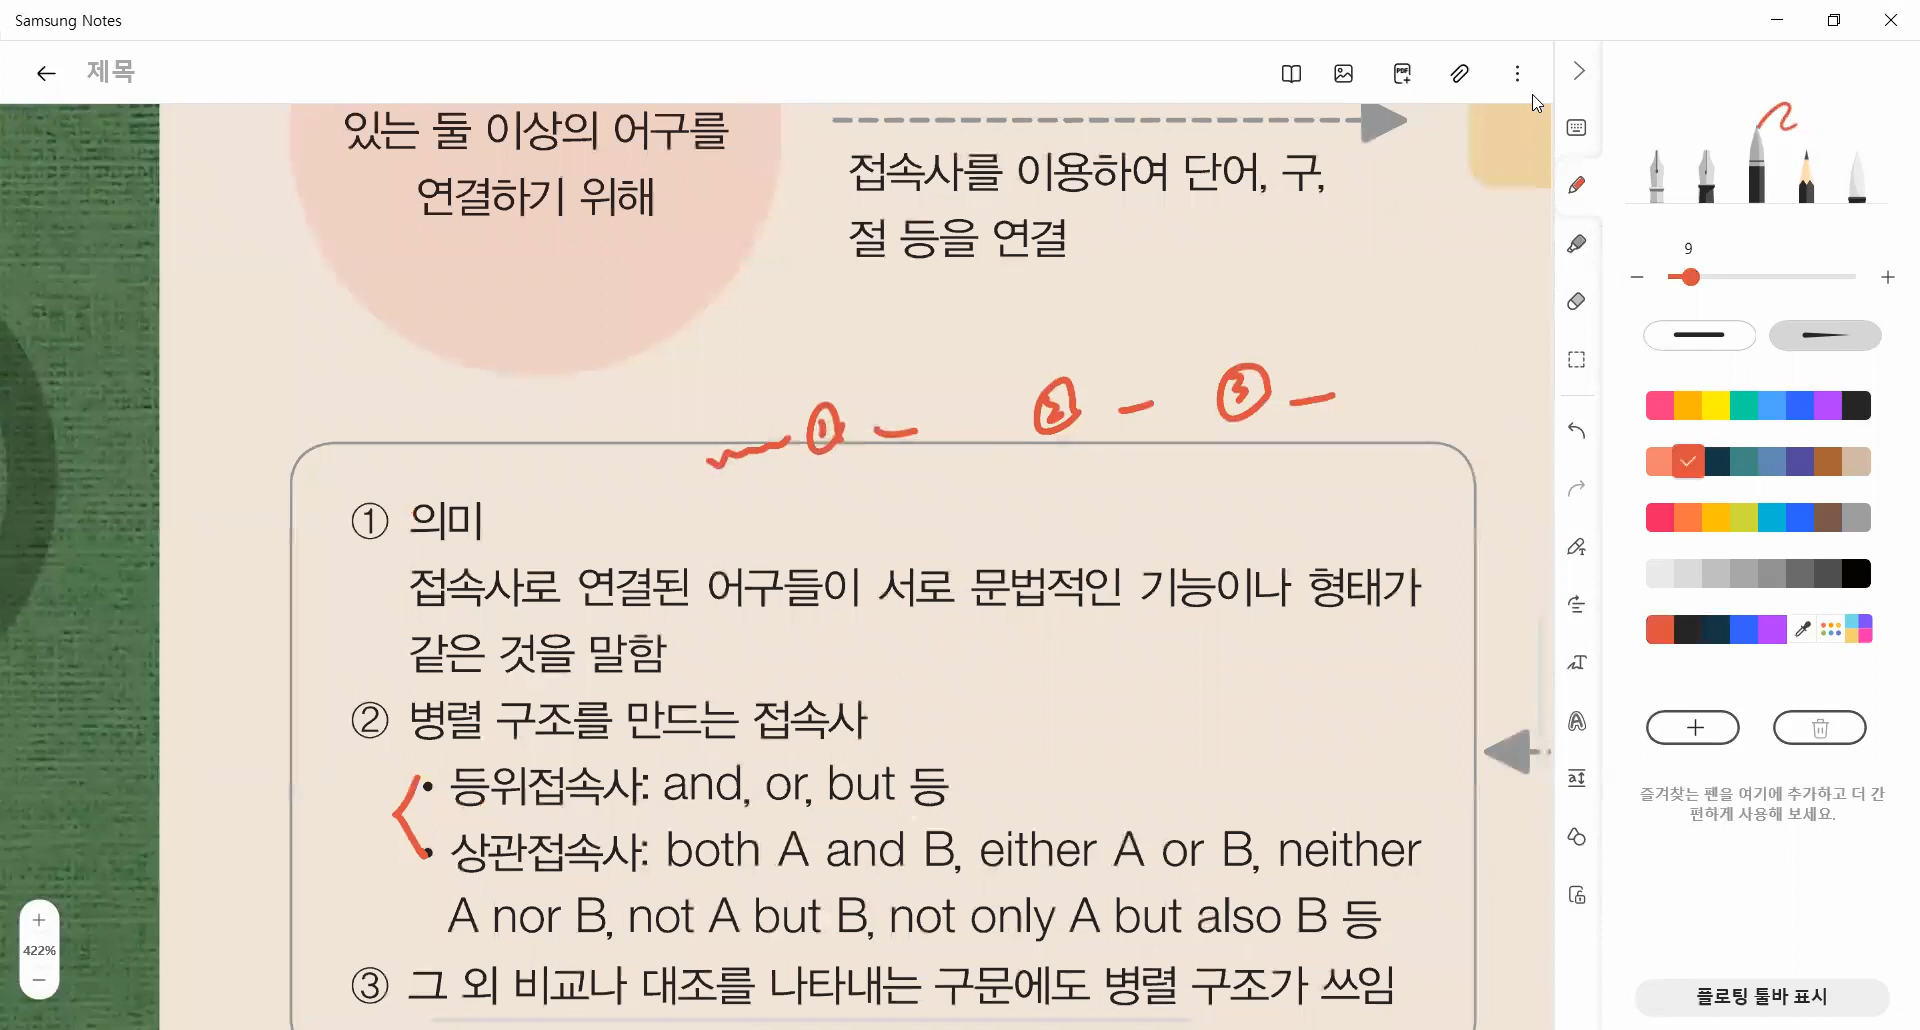 Samsung Notes
제목
있는 둘 이상의 어구를
연결하기 위해
접속사를 이용하여 단어, 구,
절 등을 연결
① — ② — ③ —
① 의미
접속사로 연결된 어구들이 서로 문법적인 기능이나 형태가
같은 것을 말함
② 병렬 구조를 만드는 접속사
• 등위접속사: and, or, but 등
• 상관접속사: both A and B, either A or B, neither
A nor B, not A but B, not only A but also B 등
③ 그 외 비교나 대조를 나타내는 구문에도 병렬 구조가 쓰임
422%
PDF
9
즐겨찾는 펜을 여기에 추가하고 더 간
편하게 사용해 보세요.
플로팅 툴바 표시